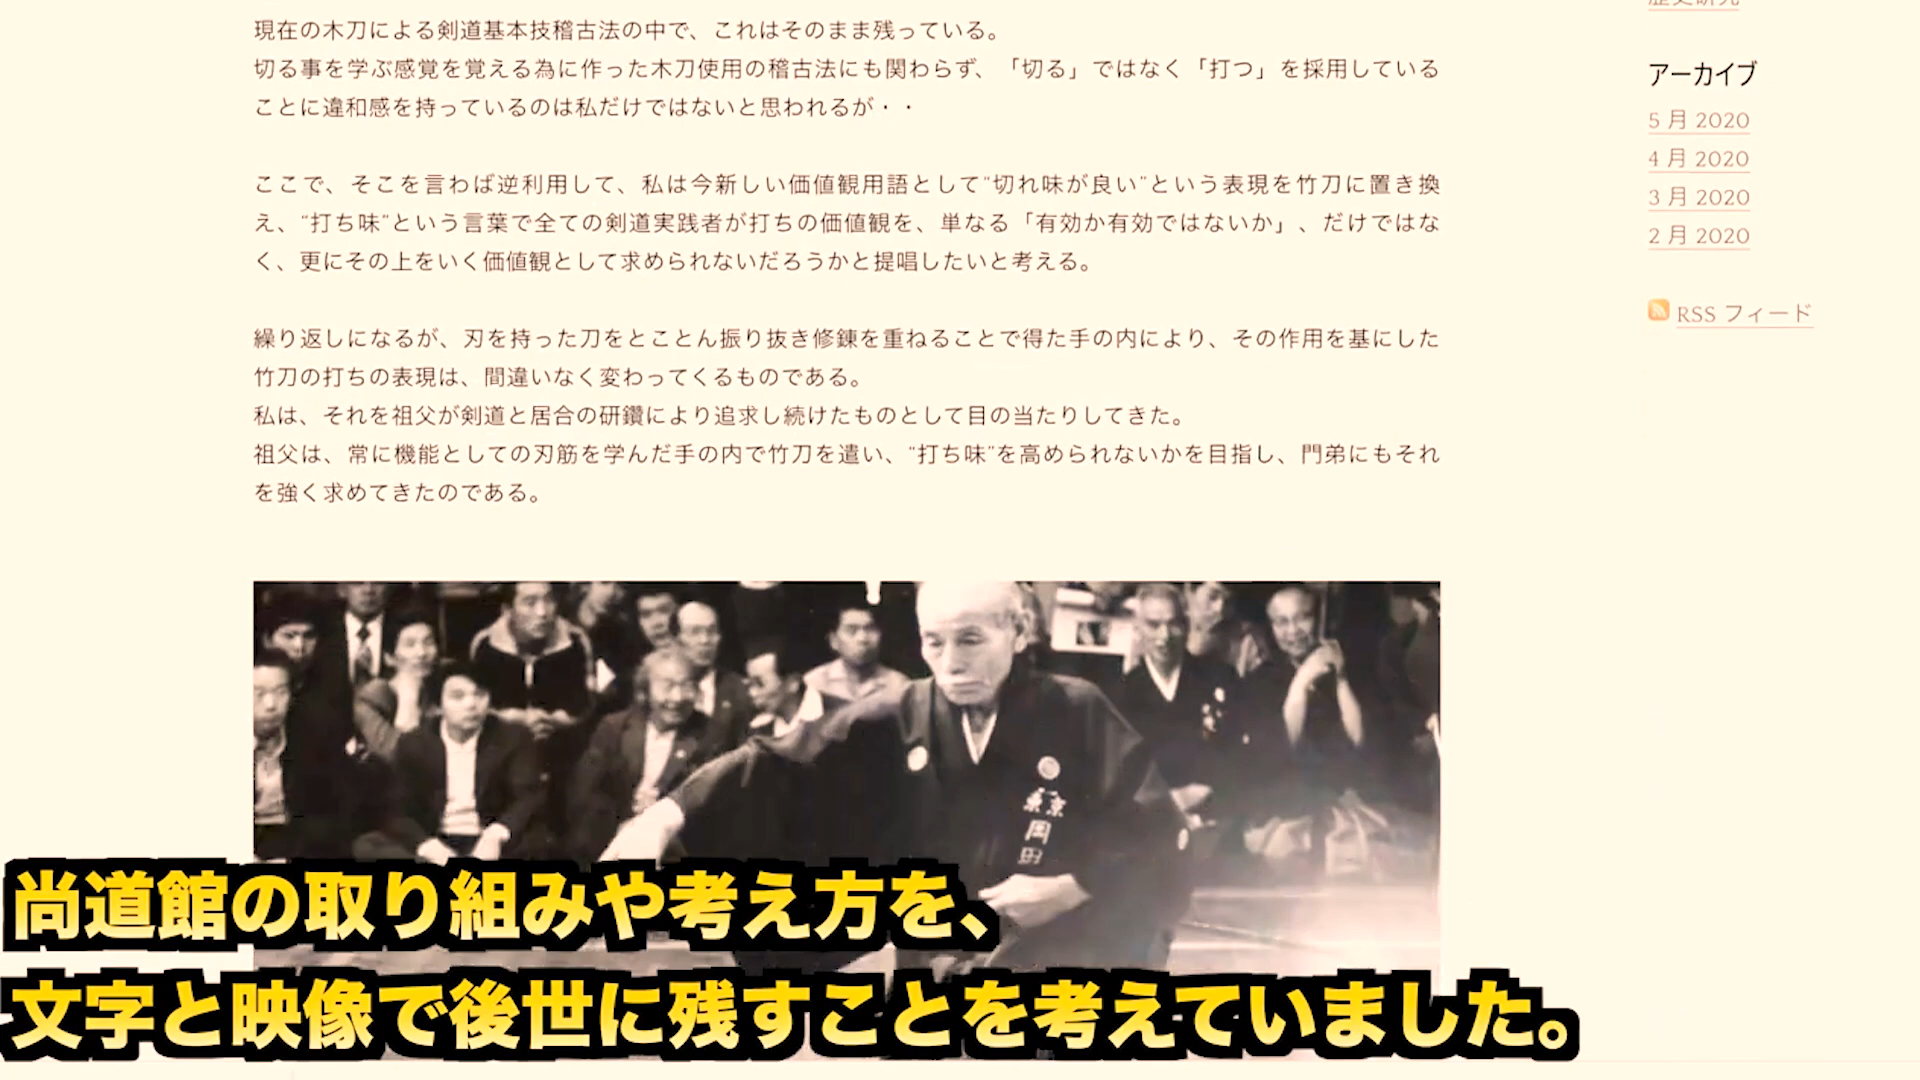 現在の木刀による剣道基本技稽古法の中で、これはそのまま残っている。
切る事を学ぶ感覚を覚える為に作った木刀使用の稽古法にも関わらず、「切る」ではなく「打つ」を採用している
ことに違和感を持っているのは私だけではないと思われるが・・
ここで、そこを言わば逆利用して、私は今新しい価値観用語として“切れ味が良い”という表現を竹刀に置き換
え、“打ち味”という言葉で全ての剣道実践者が打ちの価値観を、単なる「有効か有効ではないか」、だけではな
く、更にその上をいく価値観として求められないだろうかと提唱したいと考える。
繰り返しになるが、刃を持った刀をとことん振り抜き修錬を重ねることで得た手の内により、その作用を基にした
竹刀の打ちの表現は、間違いなく変わってくるものである。
私は、それを祖父が剣道と居合の研鑽により追求し続けたものとして目の当たりしてきた。
祖父は、常に機能としての刃筋を学んだ手の内で竹刀を遣い、“打ち味”を高められないかを目指し、門弟にもそれ
を強く求めてきたのである。
アーカイブ
5 月 2020
4 月 2020
3 月 2020
2 月 2020
RSS フィード
東京
岡田
尚道館の取り組みや考え方を、
文字と映像で後世に残すことを考えていました。